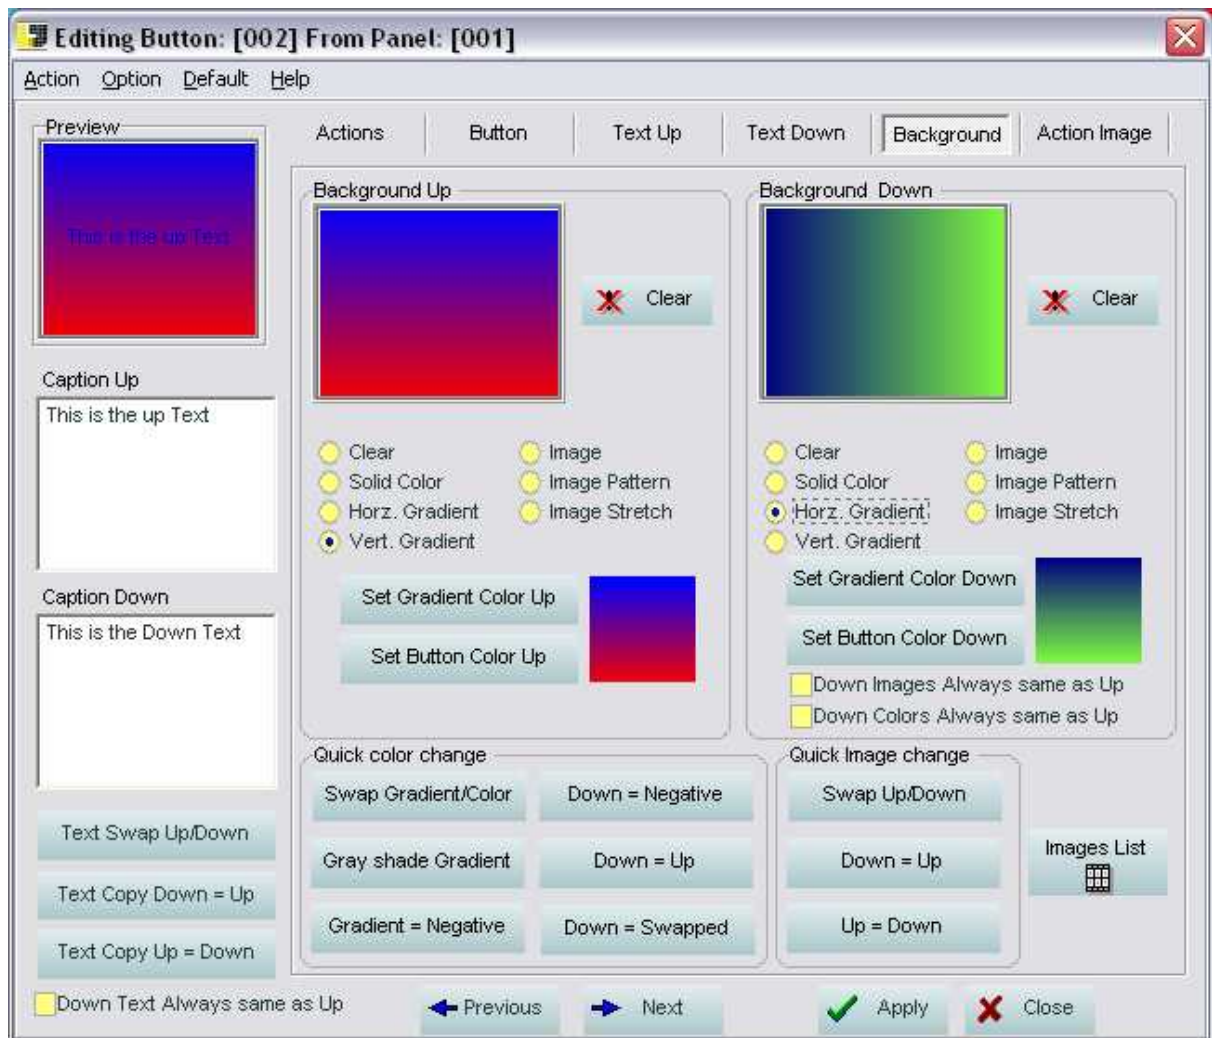 Editing Button: [002] From Panel: [001]
Action Option Default Help
Preview
This is the up Text
Caption Up
This is the up Text
Caption Down
This is the Down Text
Text Swap Up/Down
Text Copy Down = Up
Text Copy Up = Down
Down Text Always same as Up
Actions Button Text Up Text Down Background Action Image
Background Up
Clear
Clear Image
Solid Color Image Pattern
Horz. Gradient Image Stretch
Vert. Gradient
Set Gradient Color Up
Set Button Color Up
Background Down
Clear
Clear Image
Solid Color Image Pattern
Horz. Gradient Image Stretch
Vert. Gradient
Set Gradient Color Down
Set Button Color Down
Down Images Always same as Up
Down Colors Always same as Up
Quick color change
Swap Gradient/Color Down = Negative
Gray shade Gradient Down = Up
Gradient = Negative Down = Swapped
Quick Image change
Swap Up/Down
Down = Up
Up = Down
Images List
Previous Next Apply Close